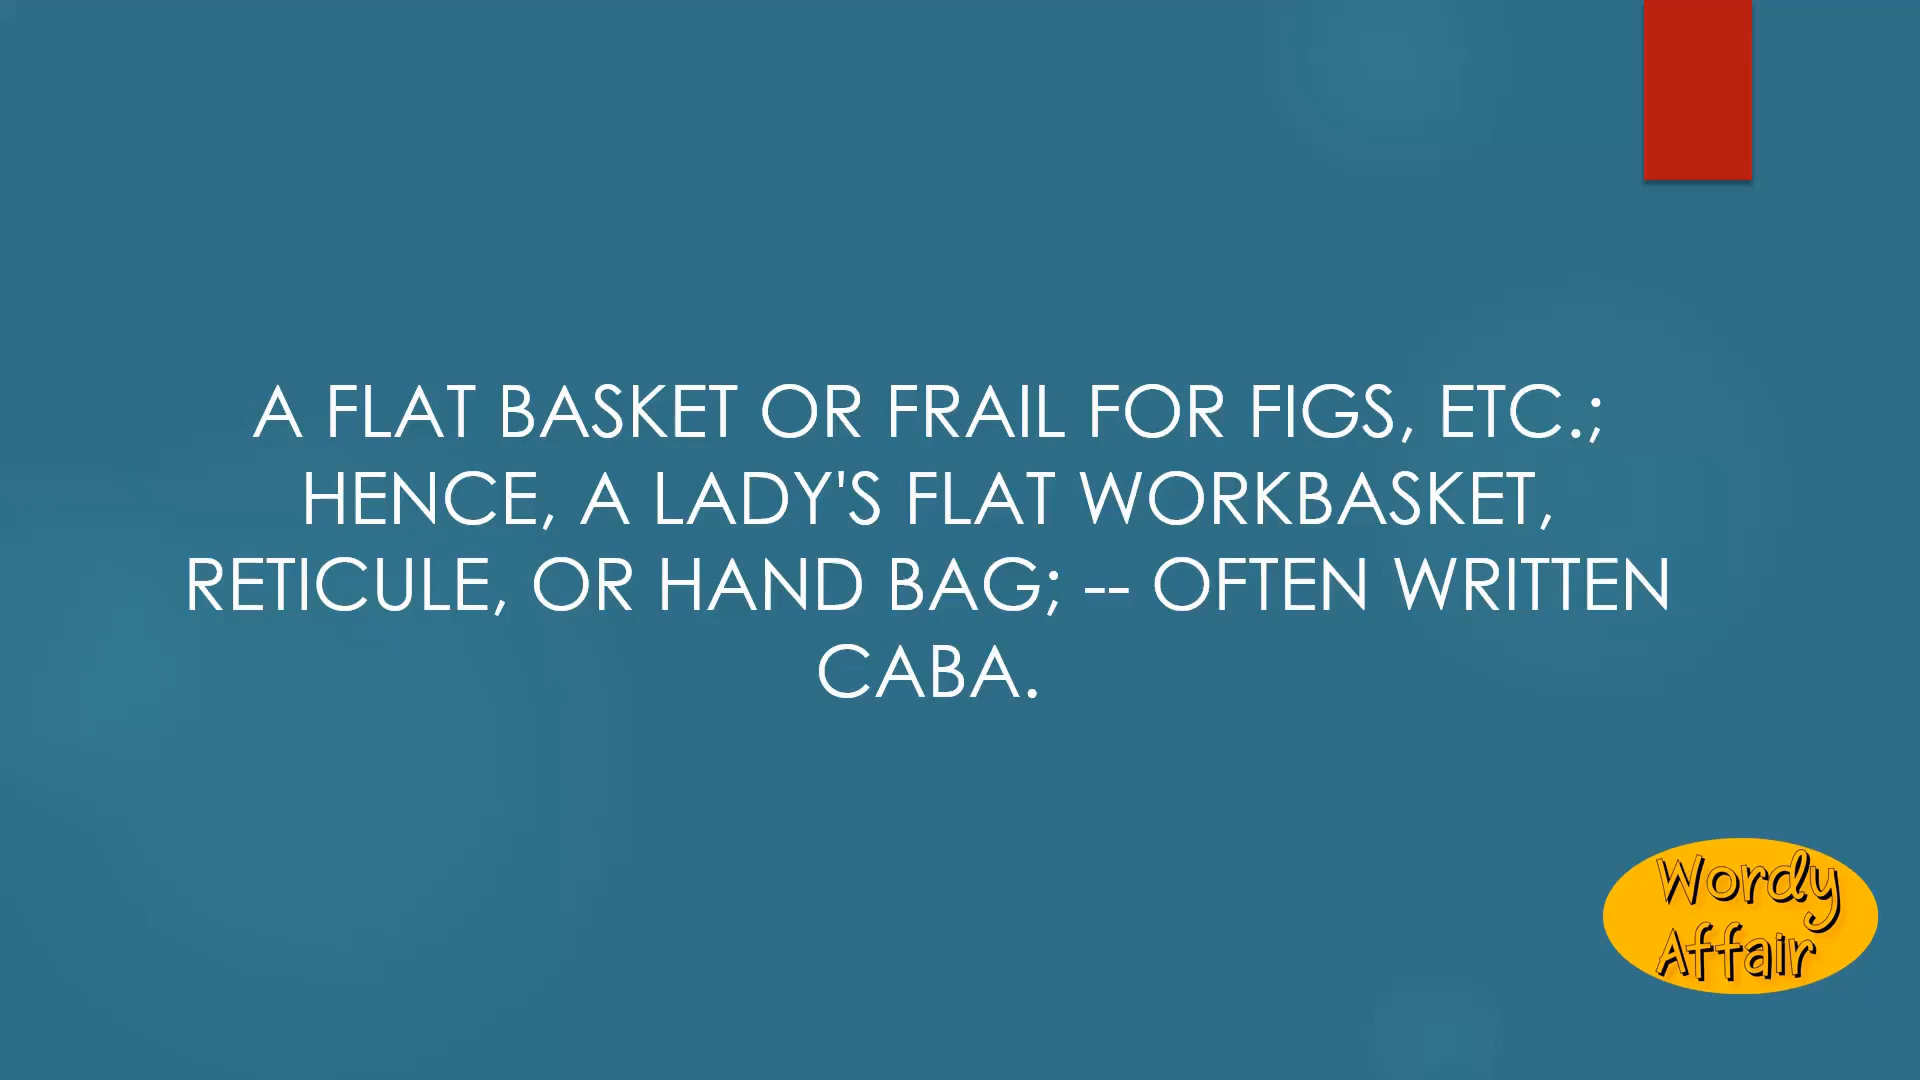 A FLAT BASKET OR FRAIL FOR FIGS, ETC.;
HENCE, A LADY'S FLAT WORKBASKET,
RETICULE, OR HAND BAG; -- OFTEN WRITTEN
CABA.
Wordy
Affair